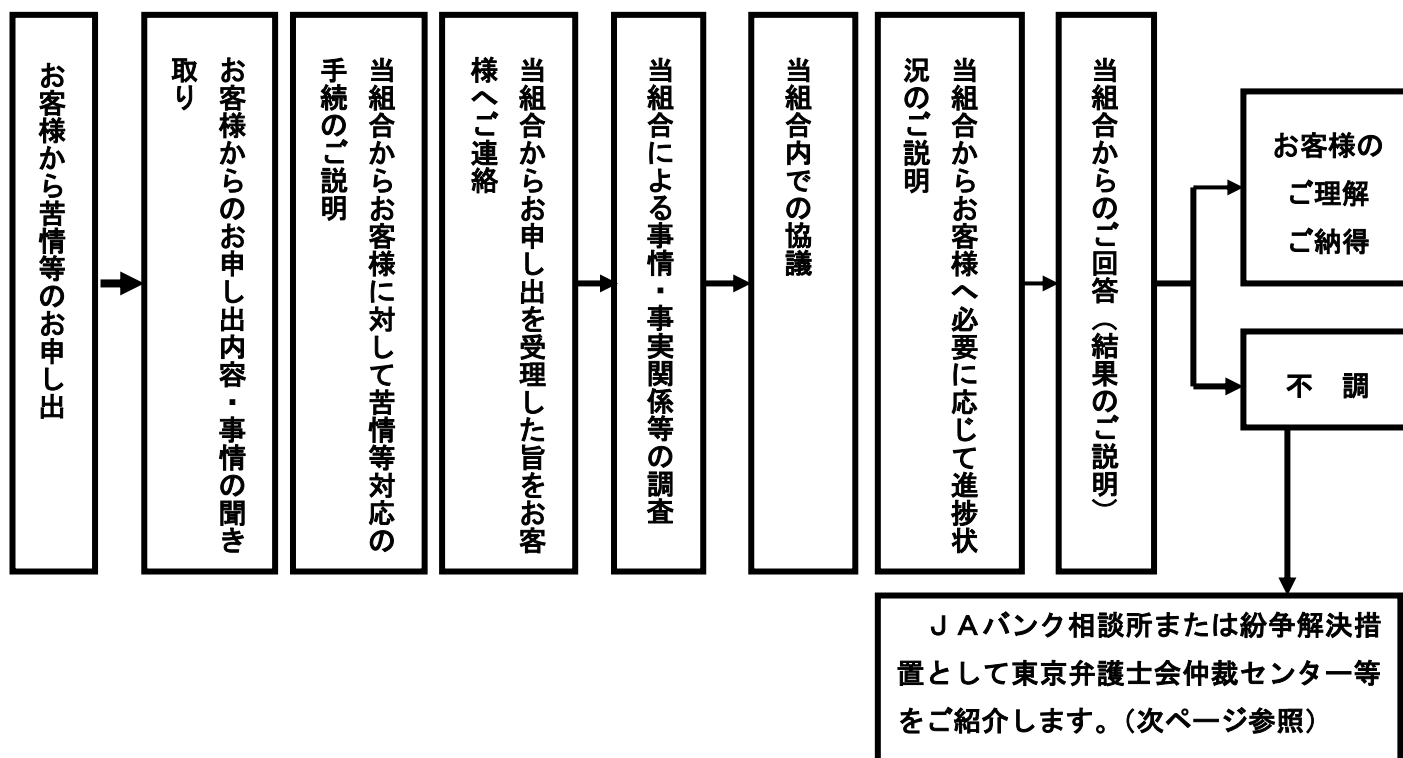 お客様から苦情等のお申し出
お客様からのお申し出内容・事情の聞き
取り
当組合からお客様に対して苦情等対応の
手続のご説明
当組合からお申し出を受理した旨をお客
様へご連絡
当組合による事情・事実関係等の調査
当組合内での協議
当組合からお客様へ必要に応じて進捗状
況のご説明
当組合からのご回答（結果のご説明）
お客様の
ご理解
ご納得
不　調
ＪＡバンク相談所または紛争解決措
置として東京弁護士会仲裁センター等
をご紹介します。（次ページ参照）